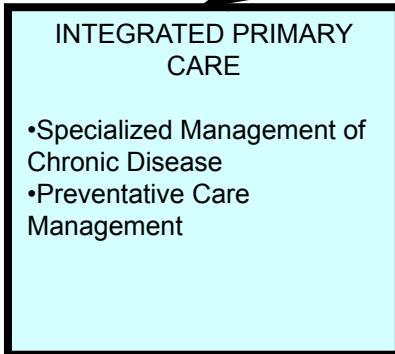 INTEGRATED PRIMARY
CARE
•Specialized Management of
Chronic Disease
•Preventative Care
Management